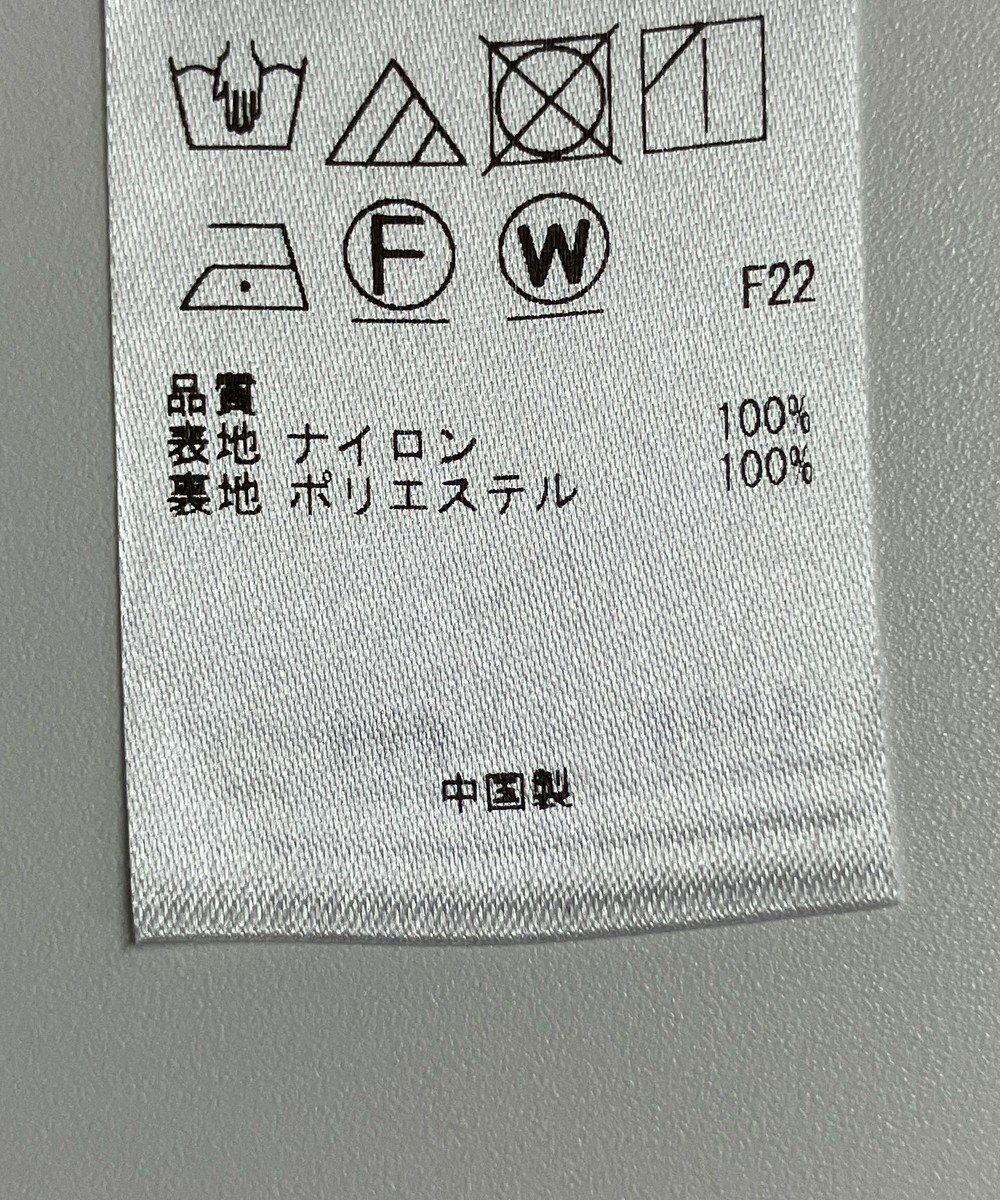 F W F22
品質
表地 ナイロン 100%
裏地 ポリエステル 100%
中国製